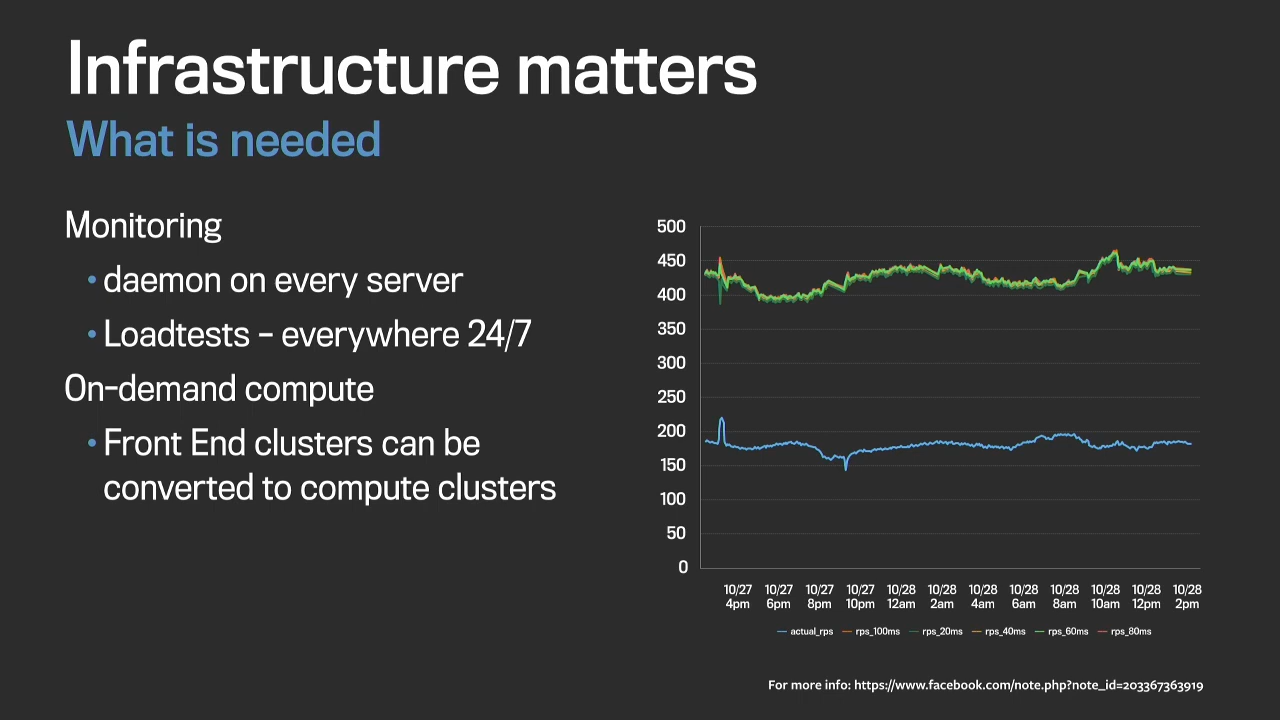 Infrastructure matters
What is needed
Monitoring
• daemon on every server
• Loadtests – everywhere 24/7
On-demand compute
• Front End clusters can be
converted to compute clusters
500
450
400
350
300
250
200
150
100
50
0
10/27 10/27 10/27 10/27 10/28 10/28 10/28 10/28 10/28 10/28 10/28 10/28
4pm 6pm 8pm 10pm 12am 2am 4am 6am 8am 10am 12pm 2pm
actual_rps rps_100ms rps_20ms rps_40ms rps_60ms rps_80ms
For more info: https://www.facebook.com/note.php?note_id=203367363919